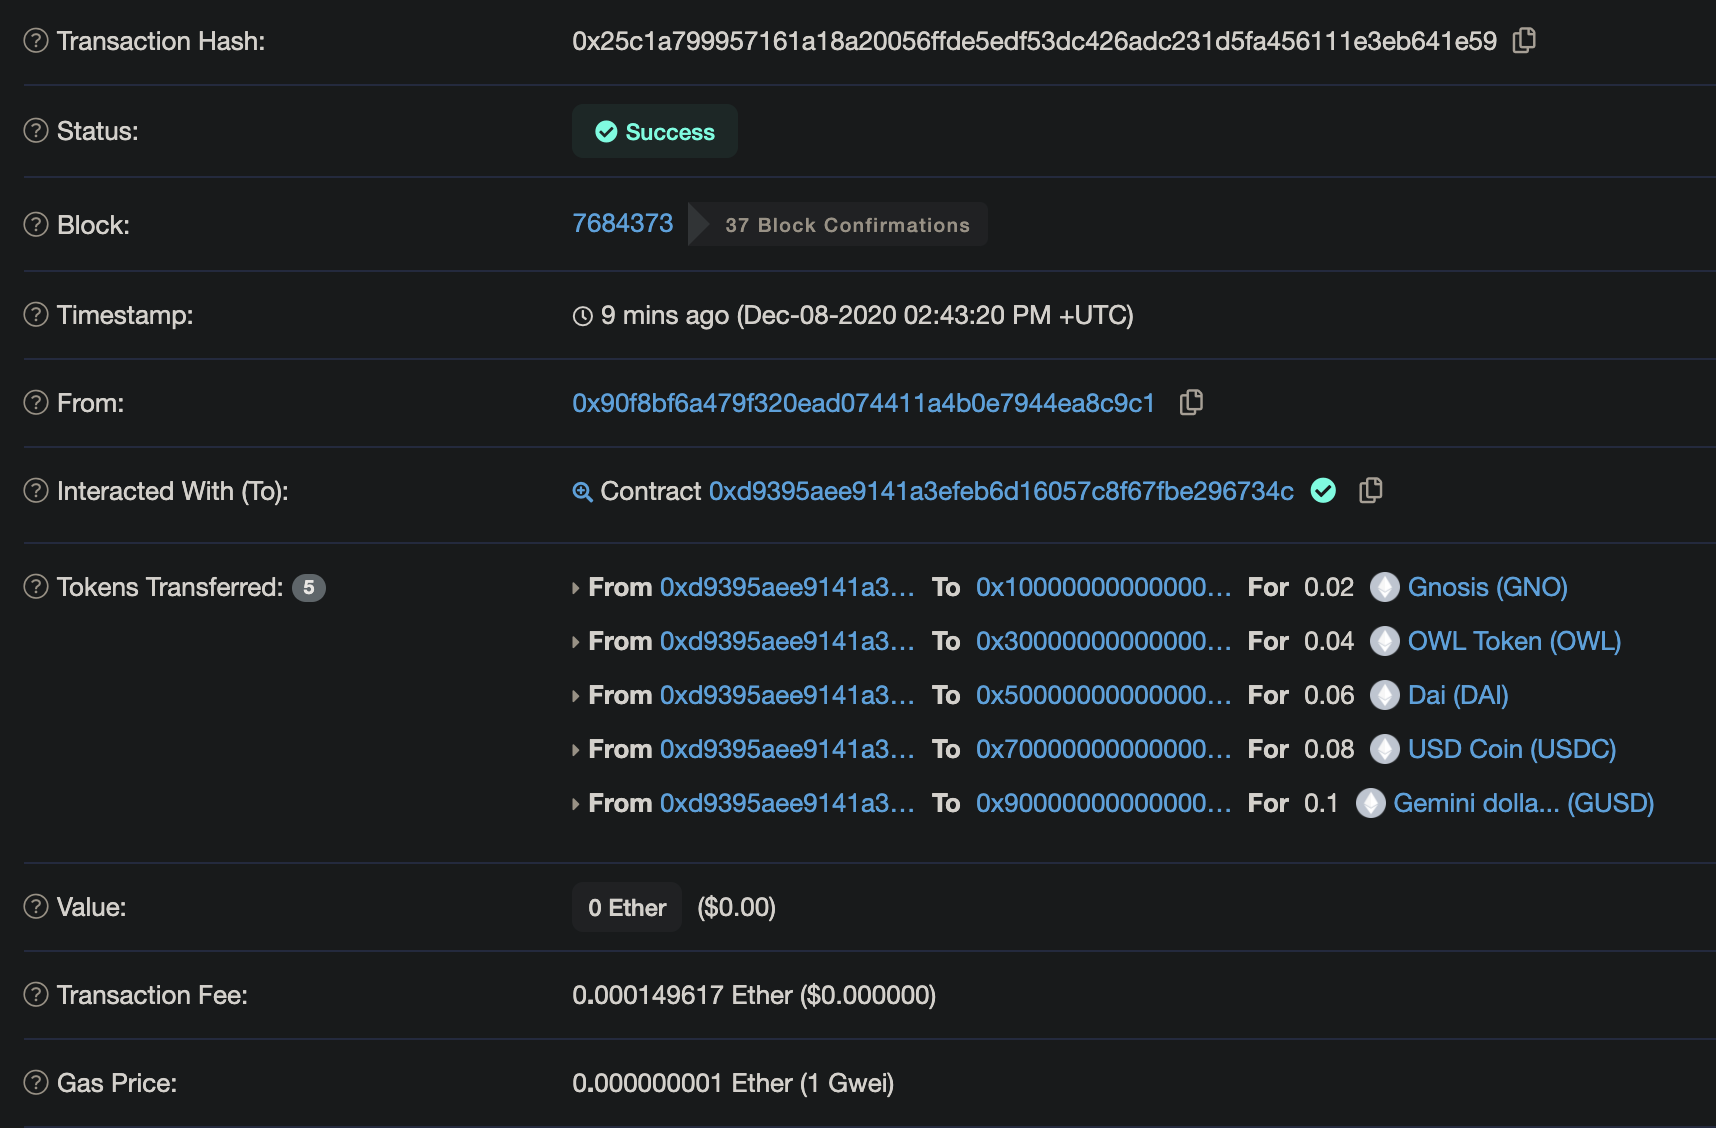 Transaction Hash: 0x25c1a799957161a18a20056ffde5edf53dc426adc231d5fa456111e3eb641e59
Status: Success
Block: 7684373 37 Block Confirmations
Timestamp: 9 mins ago (Dec-08-2020 02:43:20 PM +UTC)
From: 0x90f8bf6a479f320ead074411a4b0e7944ea8c9c1
Interacted With (To): Contract 0xd9395aee9141a3efeb6d16057c8f67fbe296734c
Tokens Transferred: 5 From 0xd9395aee9141a3... To 0x10000000000000... For 0.02 Gnosis (GNO)
From 0xd9395aee9141a3... To 0x30000000000000... For 0.04 OWL Token (OWL)
From 0xd9395aee9141a3... To 0x50000000000000... For 0.06 Dai (DAI)
From 0xd9395aee9141a3... To 0x70000000000000... For 0.08 USD Coin (USDC)
From 0xd9395aee9141a3... To 0x90000000000000... For 0.1 Gemini dolla... (GUSD)
Value: 0 Ether ($0.00)
Transaction Fee: 0.000149617 Ether ($0.000000)
Gas Price: 0.000000001 Ether (1 Gwei)